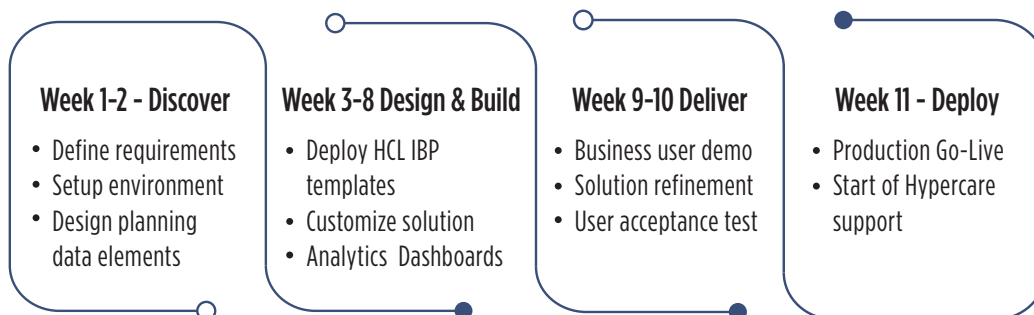 Week 1-2 - Discover
• Define requirements
• Setup environment
• Design planning
data elements
Week 3-8 Design & Build
• Deploy HCL IBP
templates
• Customize solution
• Analytics Dashboards
Week 9-10 Deliver
• Business user demo
• Solution refinement
• User acceptance test
Week 11 - Deploy
• Production Go-Live
• Start of Hypercare
support